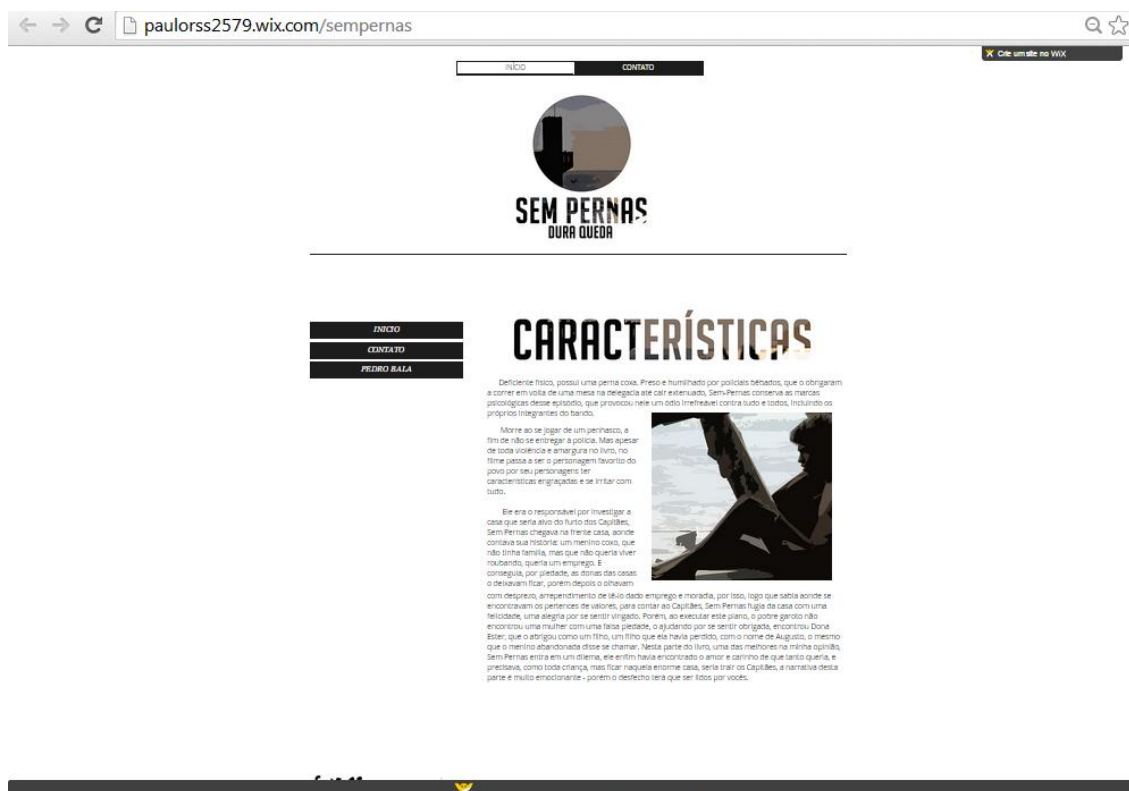 paulorss2579.wix.com/sempernas
Crie um site no WiX
INÍCIO
CONTATO
SEM PERNAS
DURA QUEDA
INICIO
CONTATO
PEDRO BALA
CARACTERÍSTICAS
Deficiente físico, possui uma perna coxa. Preso e humilhado por policiais bêbados, que o obrigaram
a correr em volta de uma mesa na delegacia até cair extenuado, Sem-Pernas conserva as marcas
psicológicas desse episódio, que provocou nele um ódio irrefreável contra tudo e todos, incluindo os
próprios integrantes do bando.
Morre ao se jogar de um penhasco, a
fim de não se entregar à polícia. Mas apesar
de toda violência e amargura no livro, no
filme passa a ser o personagem favorito do
povo por seu personagens ter
características engraçadas e se irritar com
tudo.
Ele era o responsável por investigar a
casa que seria alvo do furto dos Capitães,
Sem Pernas chegava na frente casa, aonde
contava sua história: um menino coxo, que
não tinha família, mas que não queria viver
roubando, queria um emprego. E
conseguia, por piedade, as donas das casas
o deixavam ficar, porém depois o olhavam
com desprezo, arrependimento de tê-lo dado emprego e moradia, por isso, logo que sabia aonde se
encontravam os pertences de valores, para contar ao Capitães, Sem Pernas fugia da casa com uma
felicidade, uma alegria por se sentir vingado. Porém, ao executar este plano, o pobre garoto não
encontrou uma mulher com uma falsa piedade, o ajudando por se sentir obrigada, encontrou Dona
Ester, que o abrigou como um filho, um filho que ela havia perdido, com o nome de Augusto, o mesmo
que o menino abandonada disse se chamar. Nesta parte do livro, uma das melhores na minha opinião,
Sem Pernas entra em um dilema, ele enfim havia encontrado o amor e carinho de que tanto queria, e
precisava, como toda criança, mas ficar naquela enorme casa, seria trair os Capitães, a narrativa desta
parte é muito emocionante - porém o desfecho terá que ser lidos por vocês.